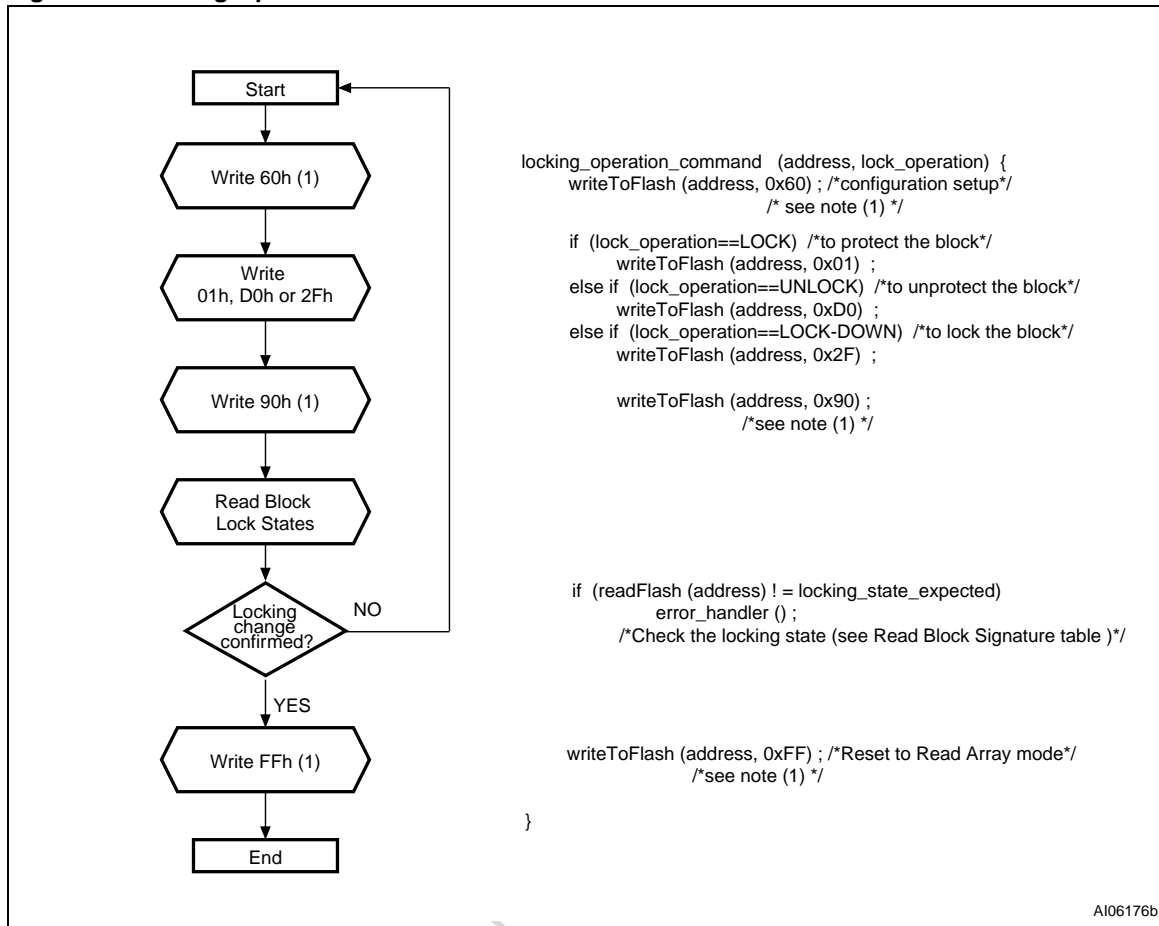 Start
Write 60h (1)
Write
01h, D0h or 2Fh
Write 90h (1)
Read Block
Lock States
Locking
change
confirmed?
NO
YES
Write FFh (1)
End
locking_operation_command (address, lock_operation) {
writeToFlash (address, 0x60) ; /*configuration setup*/
/* see note (1) */
if (lock_operation==LOCK) /*to protect the block*/
writeToFlash (address, 0x01) ;
else if (lock_operation==UNLOCK) /*to unprotect the block*/
writeToFlash (address, 0xD0) ;
else if (lock_operation==LOCK-DOWN) /*to lock the block*/
writeToFlash (address, 0x2F) ;
writeToFlash (address, 0x90) ;
/*see note (1) */
if (readFlash (address) ! = locking_state_expected)
error_handler () ;
/*Check the locking state (see Read Block Signature table )*/
writeToFlash (address, 0xFF) ; /*Reset to Read Array mode*/
/*see note (1) */
}
AI06176b